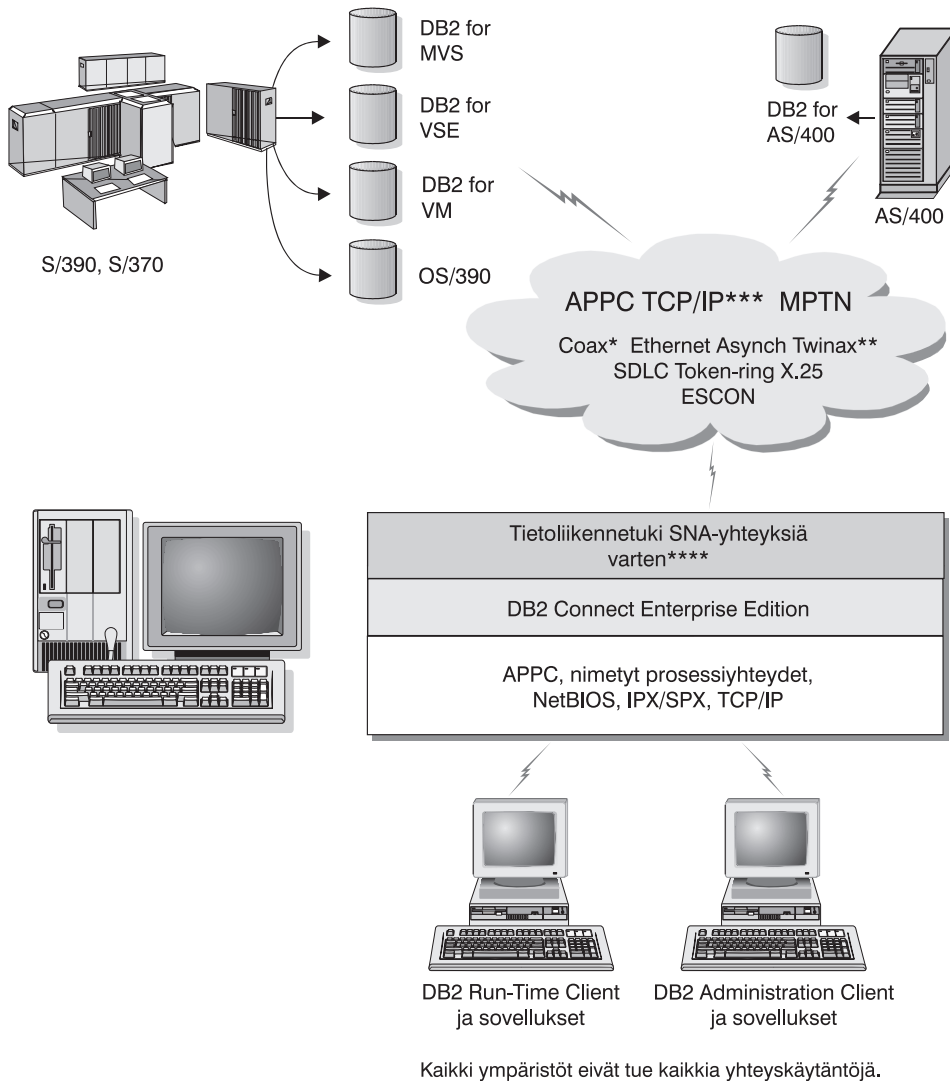 DB2 for
MVS
DB2 for
VSE
DB2 for
VM
OS/390
S/390, S/370
DB2 for
AS/400
AS/400
APPC TCP/IP*** MPTN
Coax* Ethernet Asynch Twinax**
SDLC Token-ring X.25
ESCON
Tietoliikennetuki SNA-yhteyksiä
varten****
DB2 Connect Enterprise Edition
APPC, nimetyt prosessiyhteydet,
NetBIOS, IPX/SPX, TCP/IP
DB2 Run-Time Client
ja sovellukset
DB2 Administration Client
ja sovellukset
Kaikki ympäristöt eivät tue kaikkia yhteyskäytäntöjä.